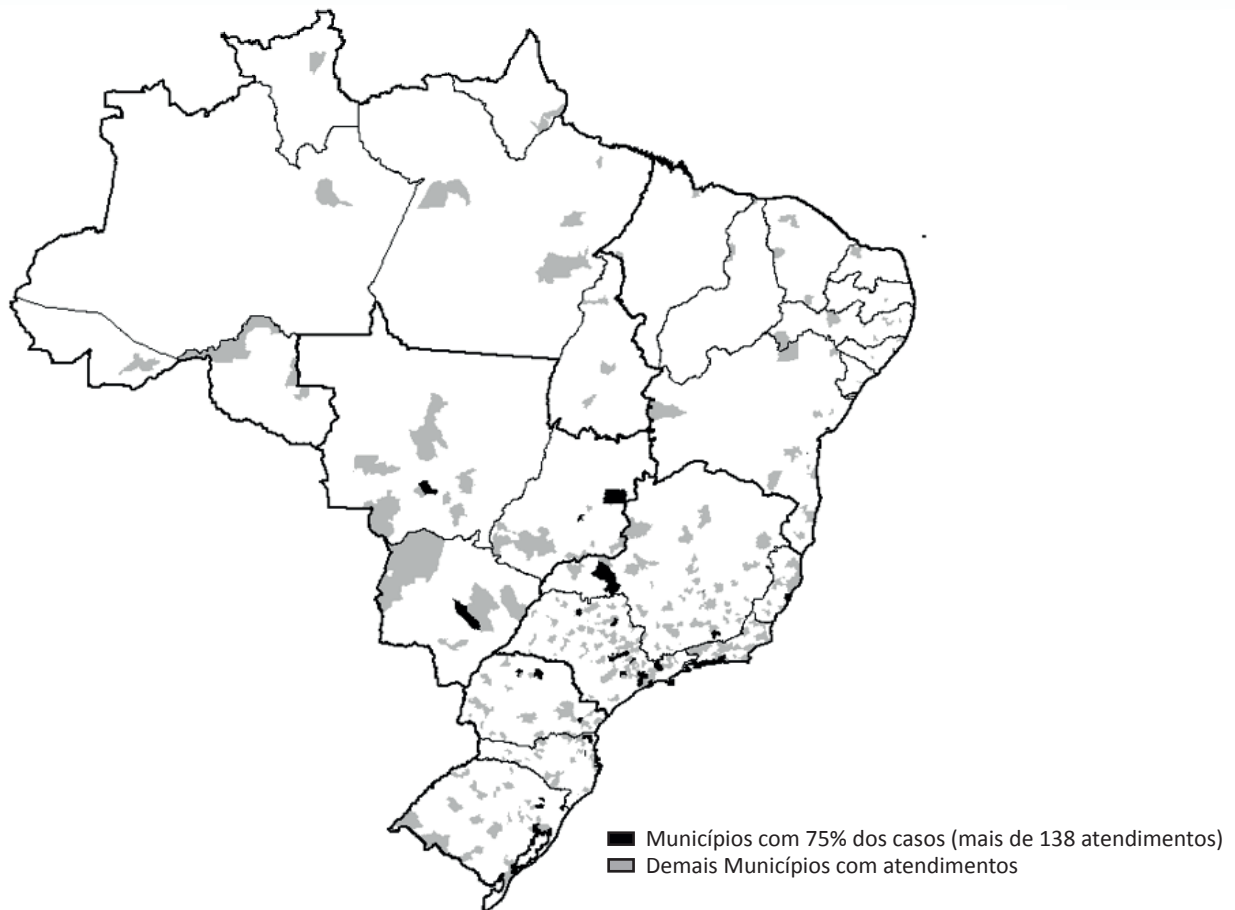 Municípios com 75% dos casos (mais de 138 atendimentos)
Demais Municípios com atendimentos